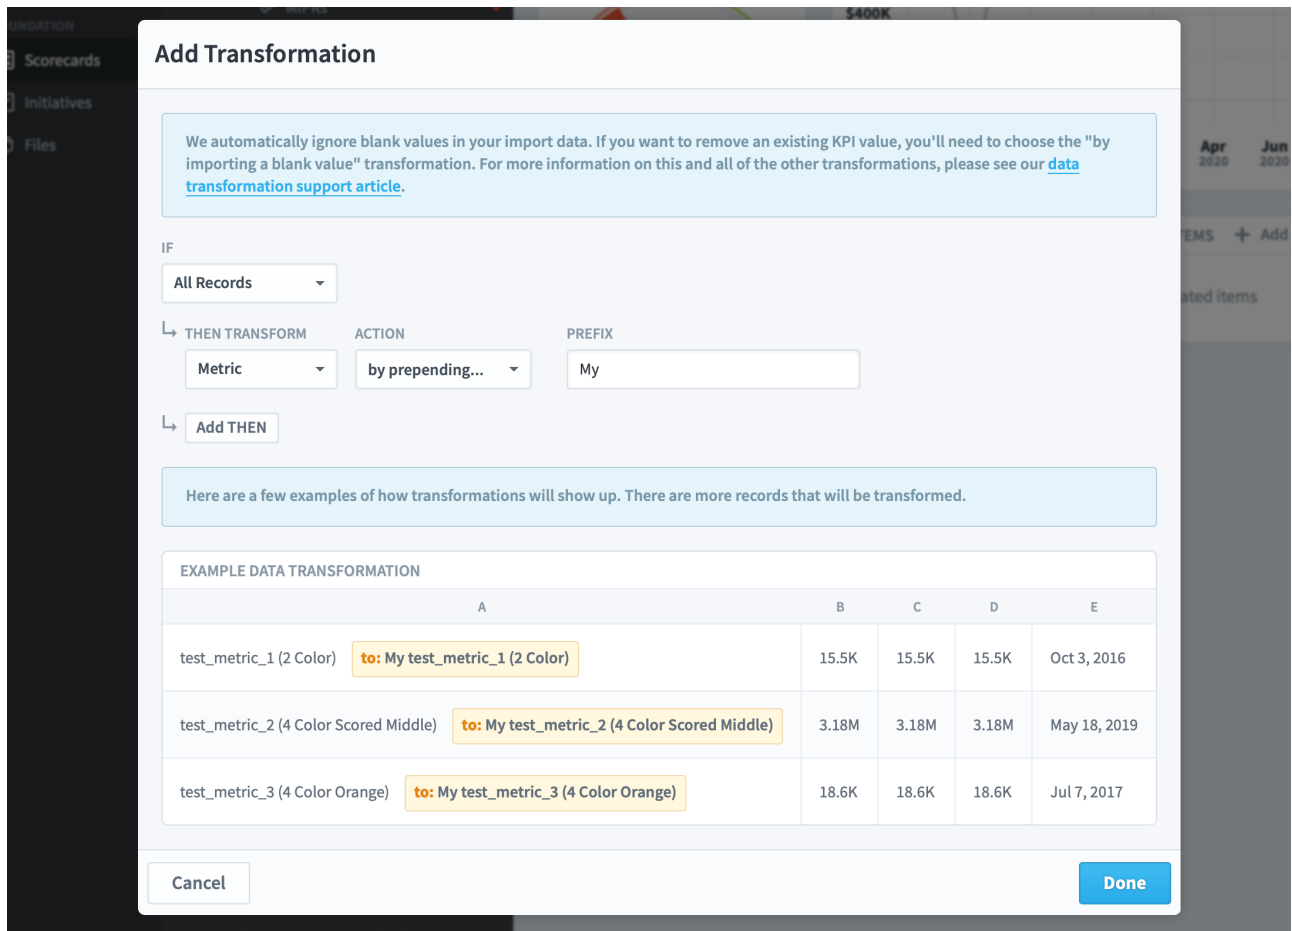 MIPRS
$400K
UNDATION
Add Transformation
Scorecards
Initiatives
Files
We automatically ignore blank values in your import data. If you want to remove an existing KPI value, you'll need to choose the "by
importing a blank value" transformation. For more information on this and all of the other transformations, please see our data
transformation support article.
Apr Jun
2020 2020
TEMS + Add
ated items
IF
All Records
THEN TRANSFORM ACTION PREFIX
Metric by prepending... My
Add THEN
Here are a few examples of how transformations will show up. There are more records that will be transformed.
EXAMPLE DATA TRANSFORMATION
A B C D E
test_metric_1 (2 Color) to: My test_metric_1 (2 Color) 15.5K 15.5K 15.5K Oct 3, 2016
test_metric_2 (4 Color Scored Middle) to: My test_metric_2 (4 Color Scored Middle) 3.18M 3.18M 3.18M May 18, 2019
test_metric_3 (4 Color Orange) to: My test_metric_3 (4 Color Orange) 18.6K 18.6K 18.6K Jul 7, 2017
Cancel Done